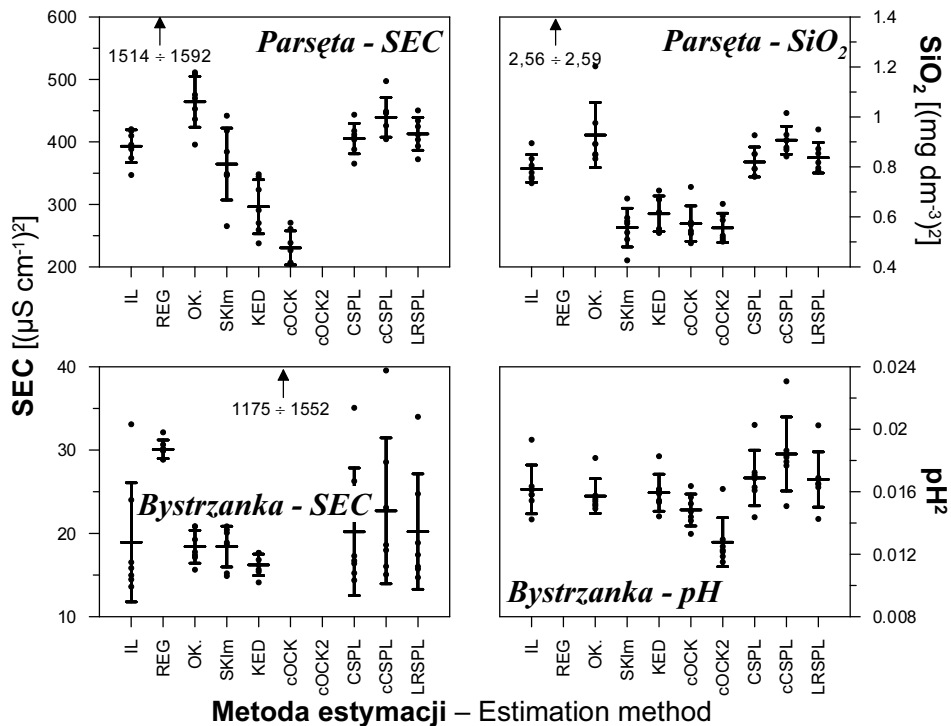 600
500
400
300
200
1514 ÷ 1592
Parsęta - SEC
IL
REG
OK.
SKlm
KED
cOCK
cOCK2
CSPL
cCSPL
LRSPL
2,56 ÷ 2,59
Parsęta - SiO₂
1.4
1.2
1
0.8
0.6
0.4
SiO₂ [(mg dm⁻³)²]
IL
REG
OK.
SKlm
KED
cOCK
cOCK2
CSPL
cCSPL
LRSPL
SEC [(µS cm⁻¹)²]
40
30
20
10
1175 ÷ 1552
Bystrzanka - SEC
IL
REG
OK.
SKlm
KED
cOCK
cOCK2
CSPL
cCSPL
LRSPL
Bystrzanka - pH
0.024
0.02
0.016
0.012
0.008
pH²
IL
REG
OK.
SKlm
KED
cOCK
cOCK2
CSPL
cCSPL
LRSPL
Metoda estymacji – Estimation method